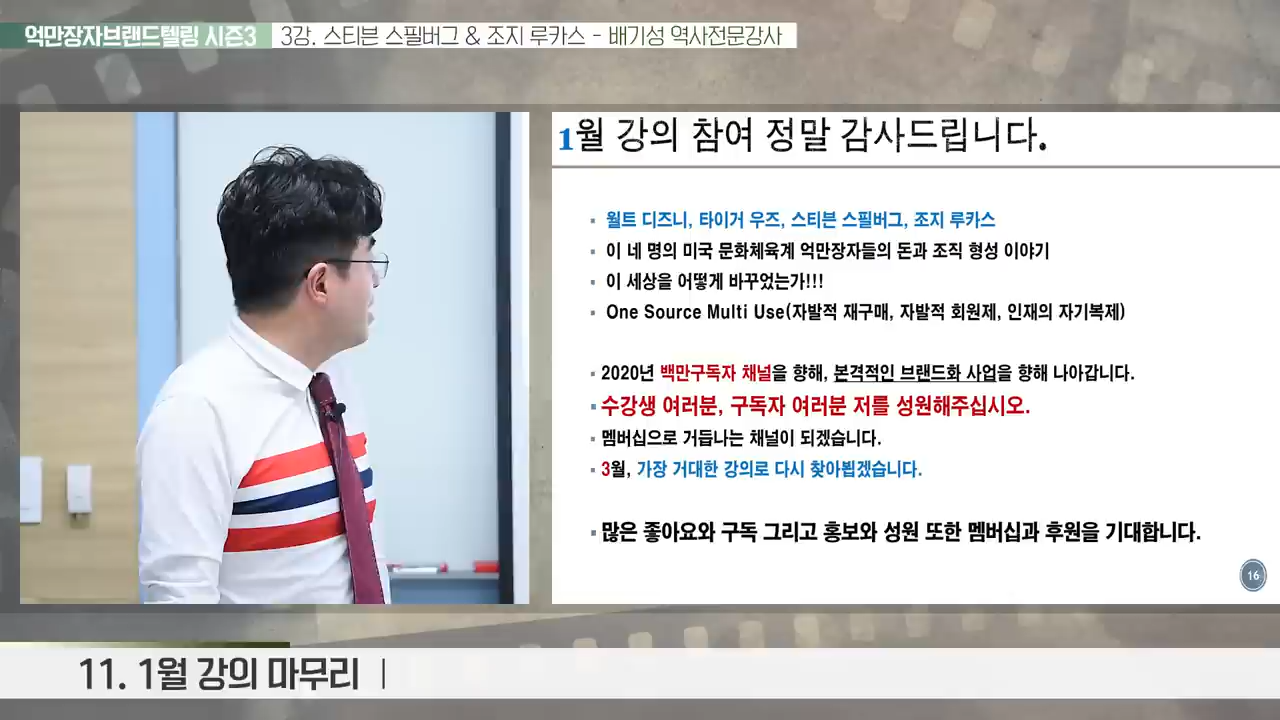 억만장자브랜드텔링 시즌3 3강. 스티븐 스필버그 & 조지 루카스 - 배기성 역사전문강사
1월 강의 참여 정말 감사드립니다.
월트 디즈니, 타이거 우즈, 스티븐 스필버그, 조지 루카스
이 네 명의 미국 문화체육계 억만장자들의 돈과 조직 형성 이야기
이 세상을 어떻게 바꾸었는가!!!
One Source Multi Use(자발적 재구매, 자발적 회원제, 인재의 자기복제)
2020년 백만구독자 채널을 향해, 본격적인 브랜드화 사업을 향해 나아갑니다.
수강생 여러분, 구독자 여러분 저를 성원해주십시오.
멤버십으로 거듭나는 채널이 되겠습니다.
3월, 가장 거대한 강의로 다시 찾아뵙겠습니다.
많은 좋아요와 구독 그리고 홍보와 성원 또한 멤버십과 후원을 기대합니다.
16
11. 1월 강의 마무리